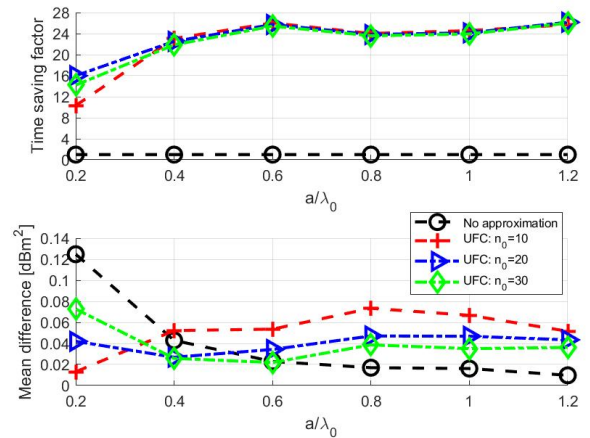 28
24
20
16
12
8
4
0
Time saving factor
0.2 0.4 0.6 0.8 1 1.2
a/λ0
No approximation
UFC: n0=10
UFC: n0=20
UFC: n0=30
0.14
0.12
0.1
0.08
0.06
0.04
0.02
0
Mean difference [dBm2]
0.2 0.4 0.6 0.8 1 1.2
a/λ0